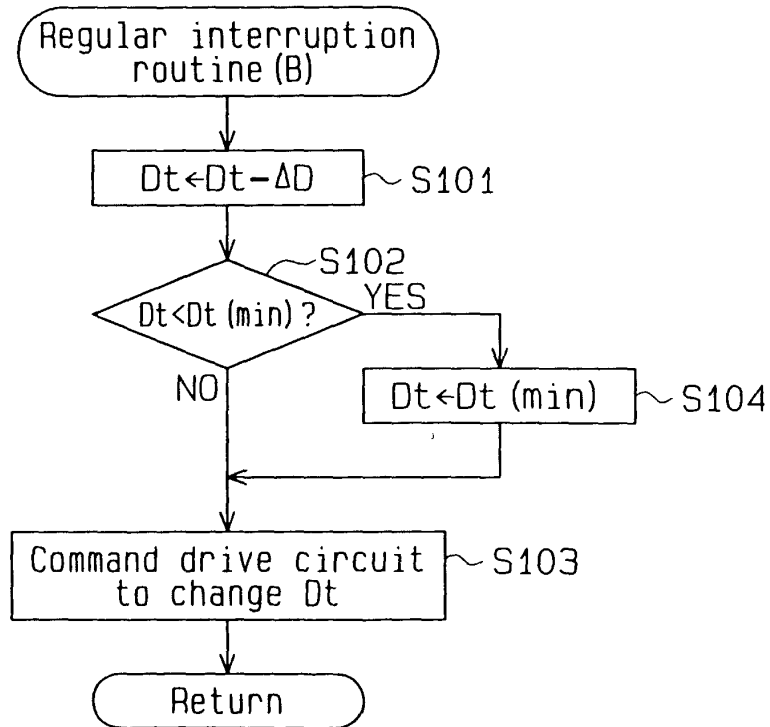 Regular interruption
routine (B)
Dt←Dt-ΔD
S101
S102
Dt<Dt (min) ?
YES
NO
Dt←Dt (min)
S104
Command drive circuit
to change Dt
S103
Return